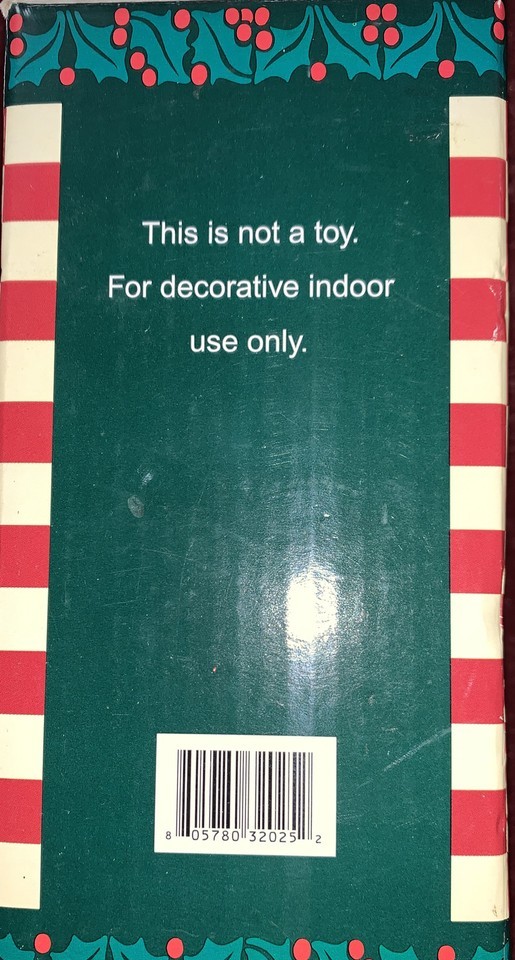 This is not a toy.
For decorative indoor
use only.
8 05780 32025 2